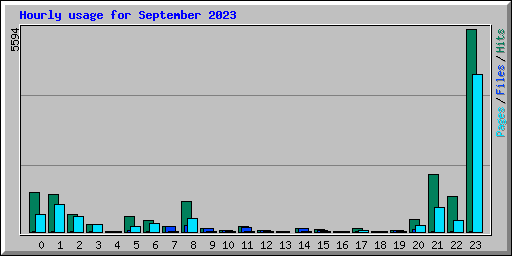 Hourly usage for September 2023
5594
Pages/Files/Hits
0 1 2 3 4 5 6 7 8 9 10 11 12 13 14 15 16 17 18 19 20 21 22 23